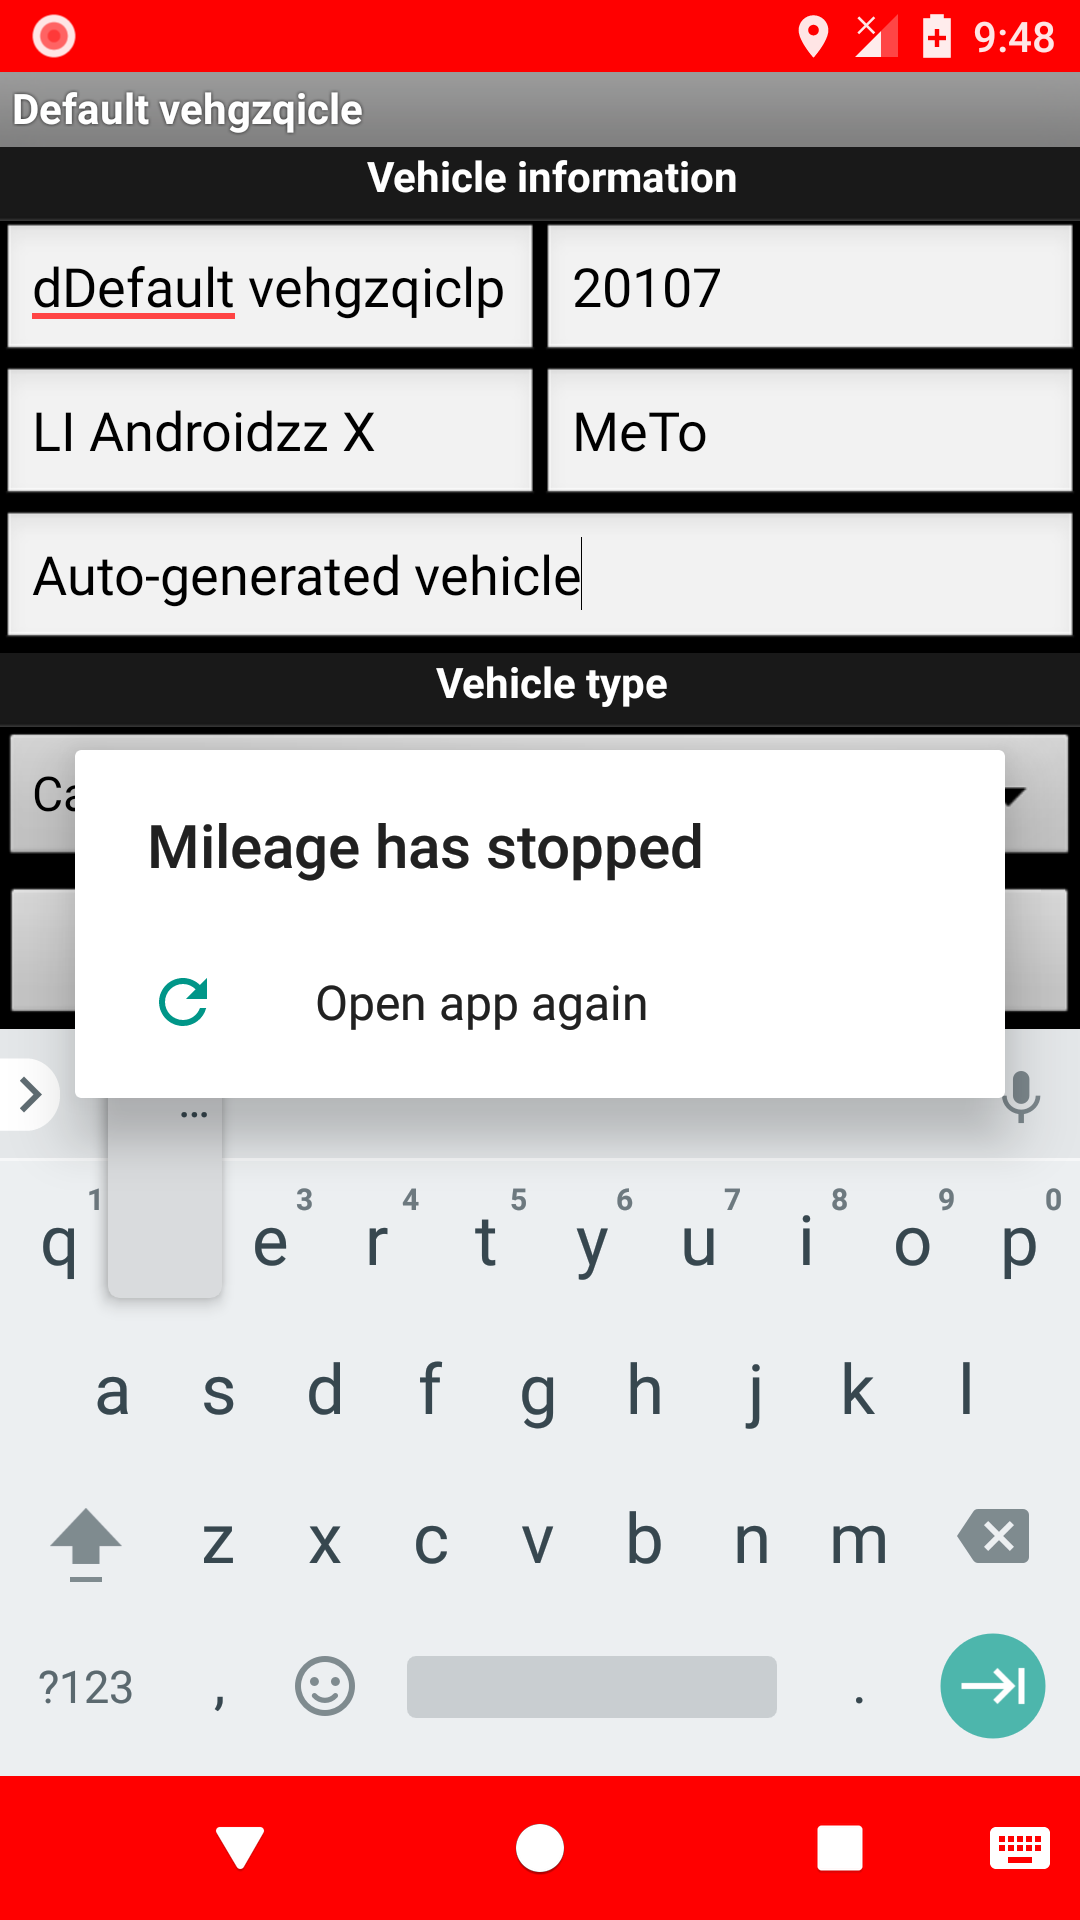 9:48
Default vehgzqicle
Vehicle information
dDefault vehgzqiclp
20107
LI Androidzz X
MeTo
Auto-generated vehicle
Vehicle type
Ca
Mileage has stopped
Open app again
...
1 3 4 5 6 7 8 9 0
q e r t y u i o p
a s d f g h j k l
z x c v b n m
?123 , .